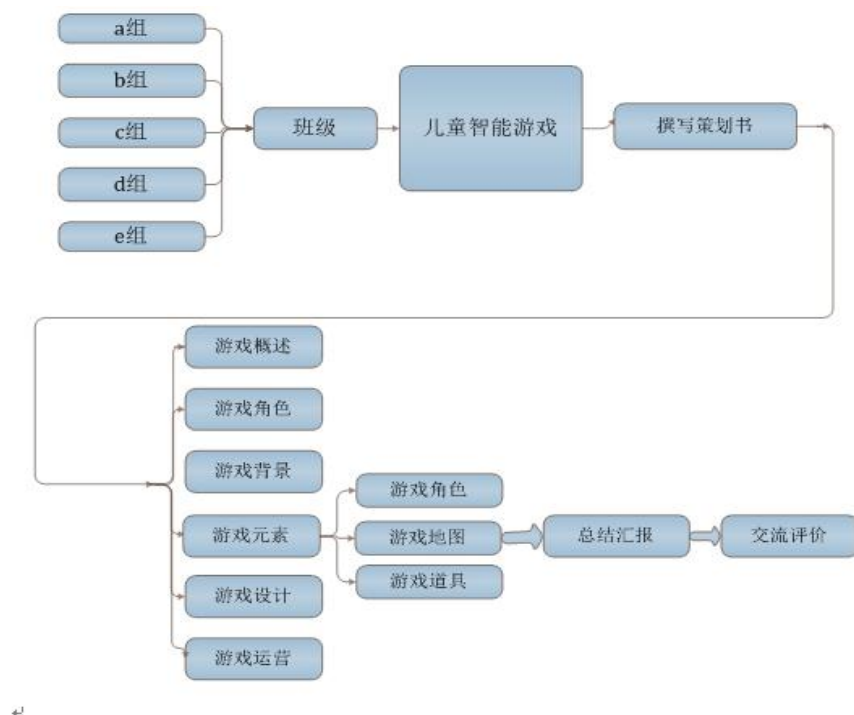 a组
b组
c组
d组
e组
班级
儿童智能游戏
撰写策划书
游戏概述
游戏角色
游戏背景
游戏元素
游戏设计
游戏运营
游戏角色
游戏地图
游戏道具
总结汇报
交流评价